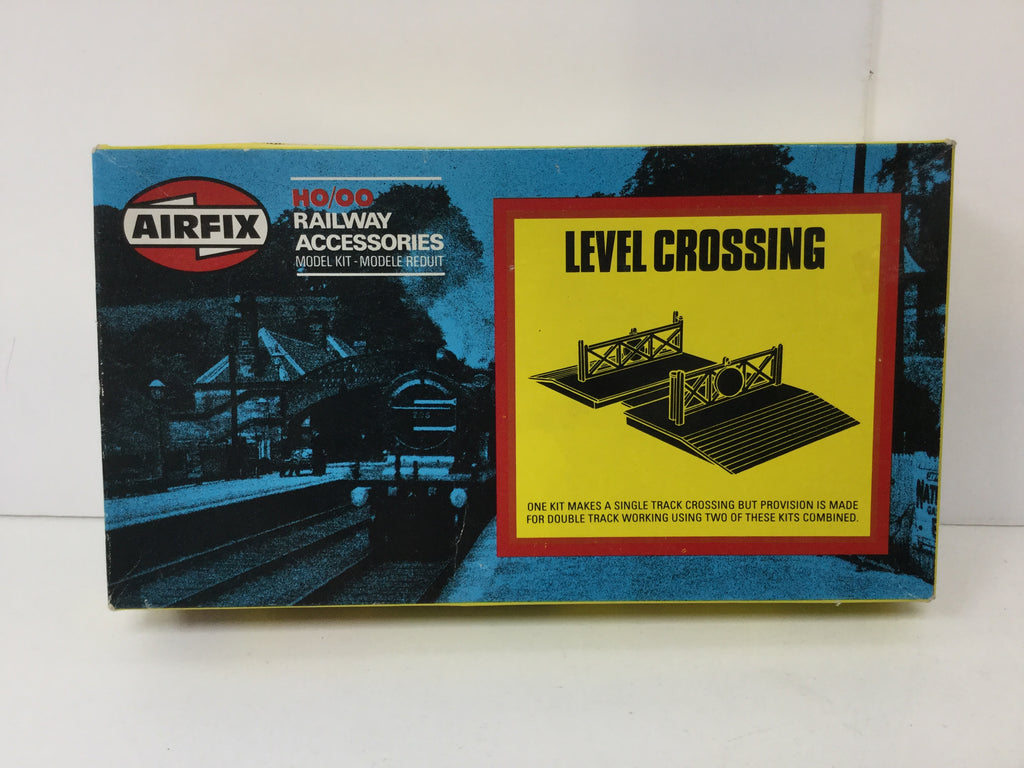 AIRFIX
HO/OO
RAILWAY
ACCESSORIES
MODEL KIT - MODELE REDUIT
LEVEL CROSSING
ONE KIT MAKES A SINGLE TRACK CROSSING BUT PROVISION IS MADE
FOR DOUBLE TRACK WORKING USING TWO OF THESE KITS COMBINED.